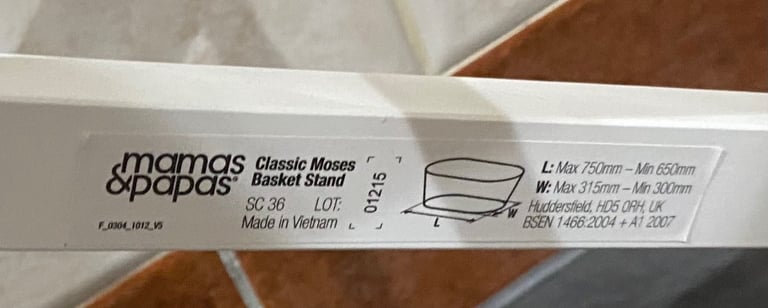 mamas
&papas®
Classic Moses
Basket Stand
SC 36 LOT:
Made in Vietnam
01215
F_0304_1012_V5
L
W
L: Max 750mm – Min 650mm
W: Max 315mm – Min 300mm
Huddersfield, HD5 0RH, UK
BSEN 1466:2004 + A1 2007